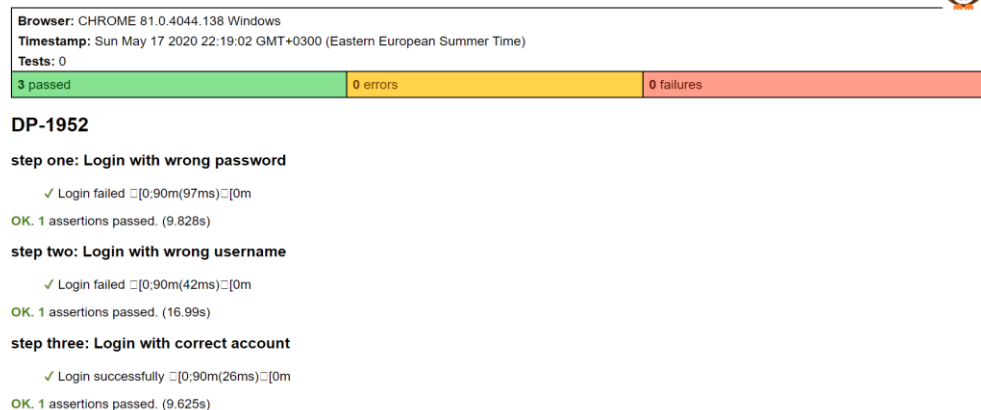 Browser: CHROME 81.0.4044.138 Windows
Timestamp: Sun May 17 2020 22:19:02 GMT+0300 (Eastern European Summer Time)
Tests: 0
3 passed 0 errors 0 failures
DP-1952
step one: Login with wrong password
✓ Login failed □[0;90m(97ms)□[0m
OK. 1 assertions passed. (9.828s)
step two: Login with wrong username
✓ Login failed □[0;90m(42ms)□[0m
OK. 1 assertions passed. (16.99s)
step three: Login with correct account
✓ Login successfully □[0;90m(26ms)□[0m
OK. 1 assertions passed. (9.625s)